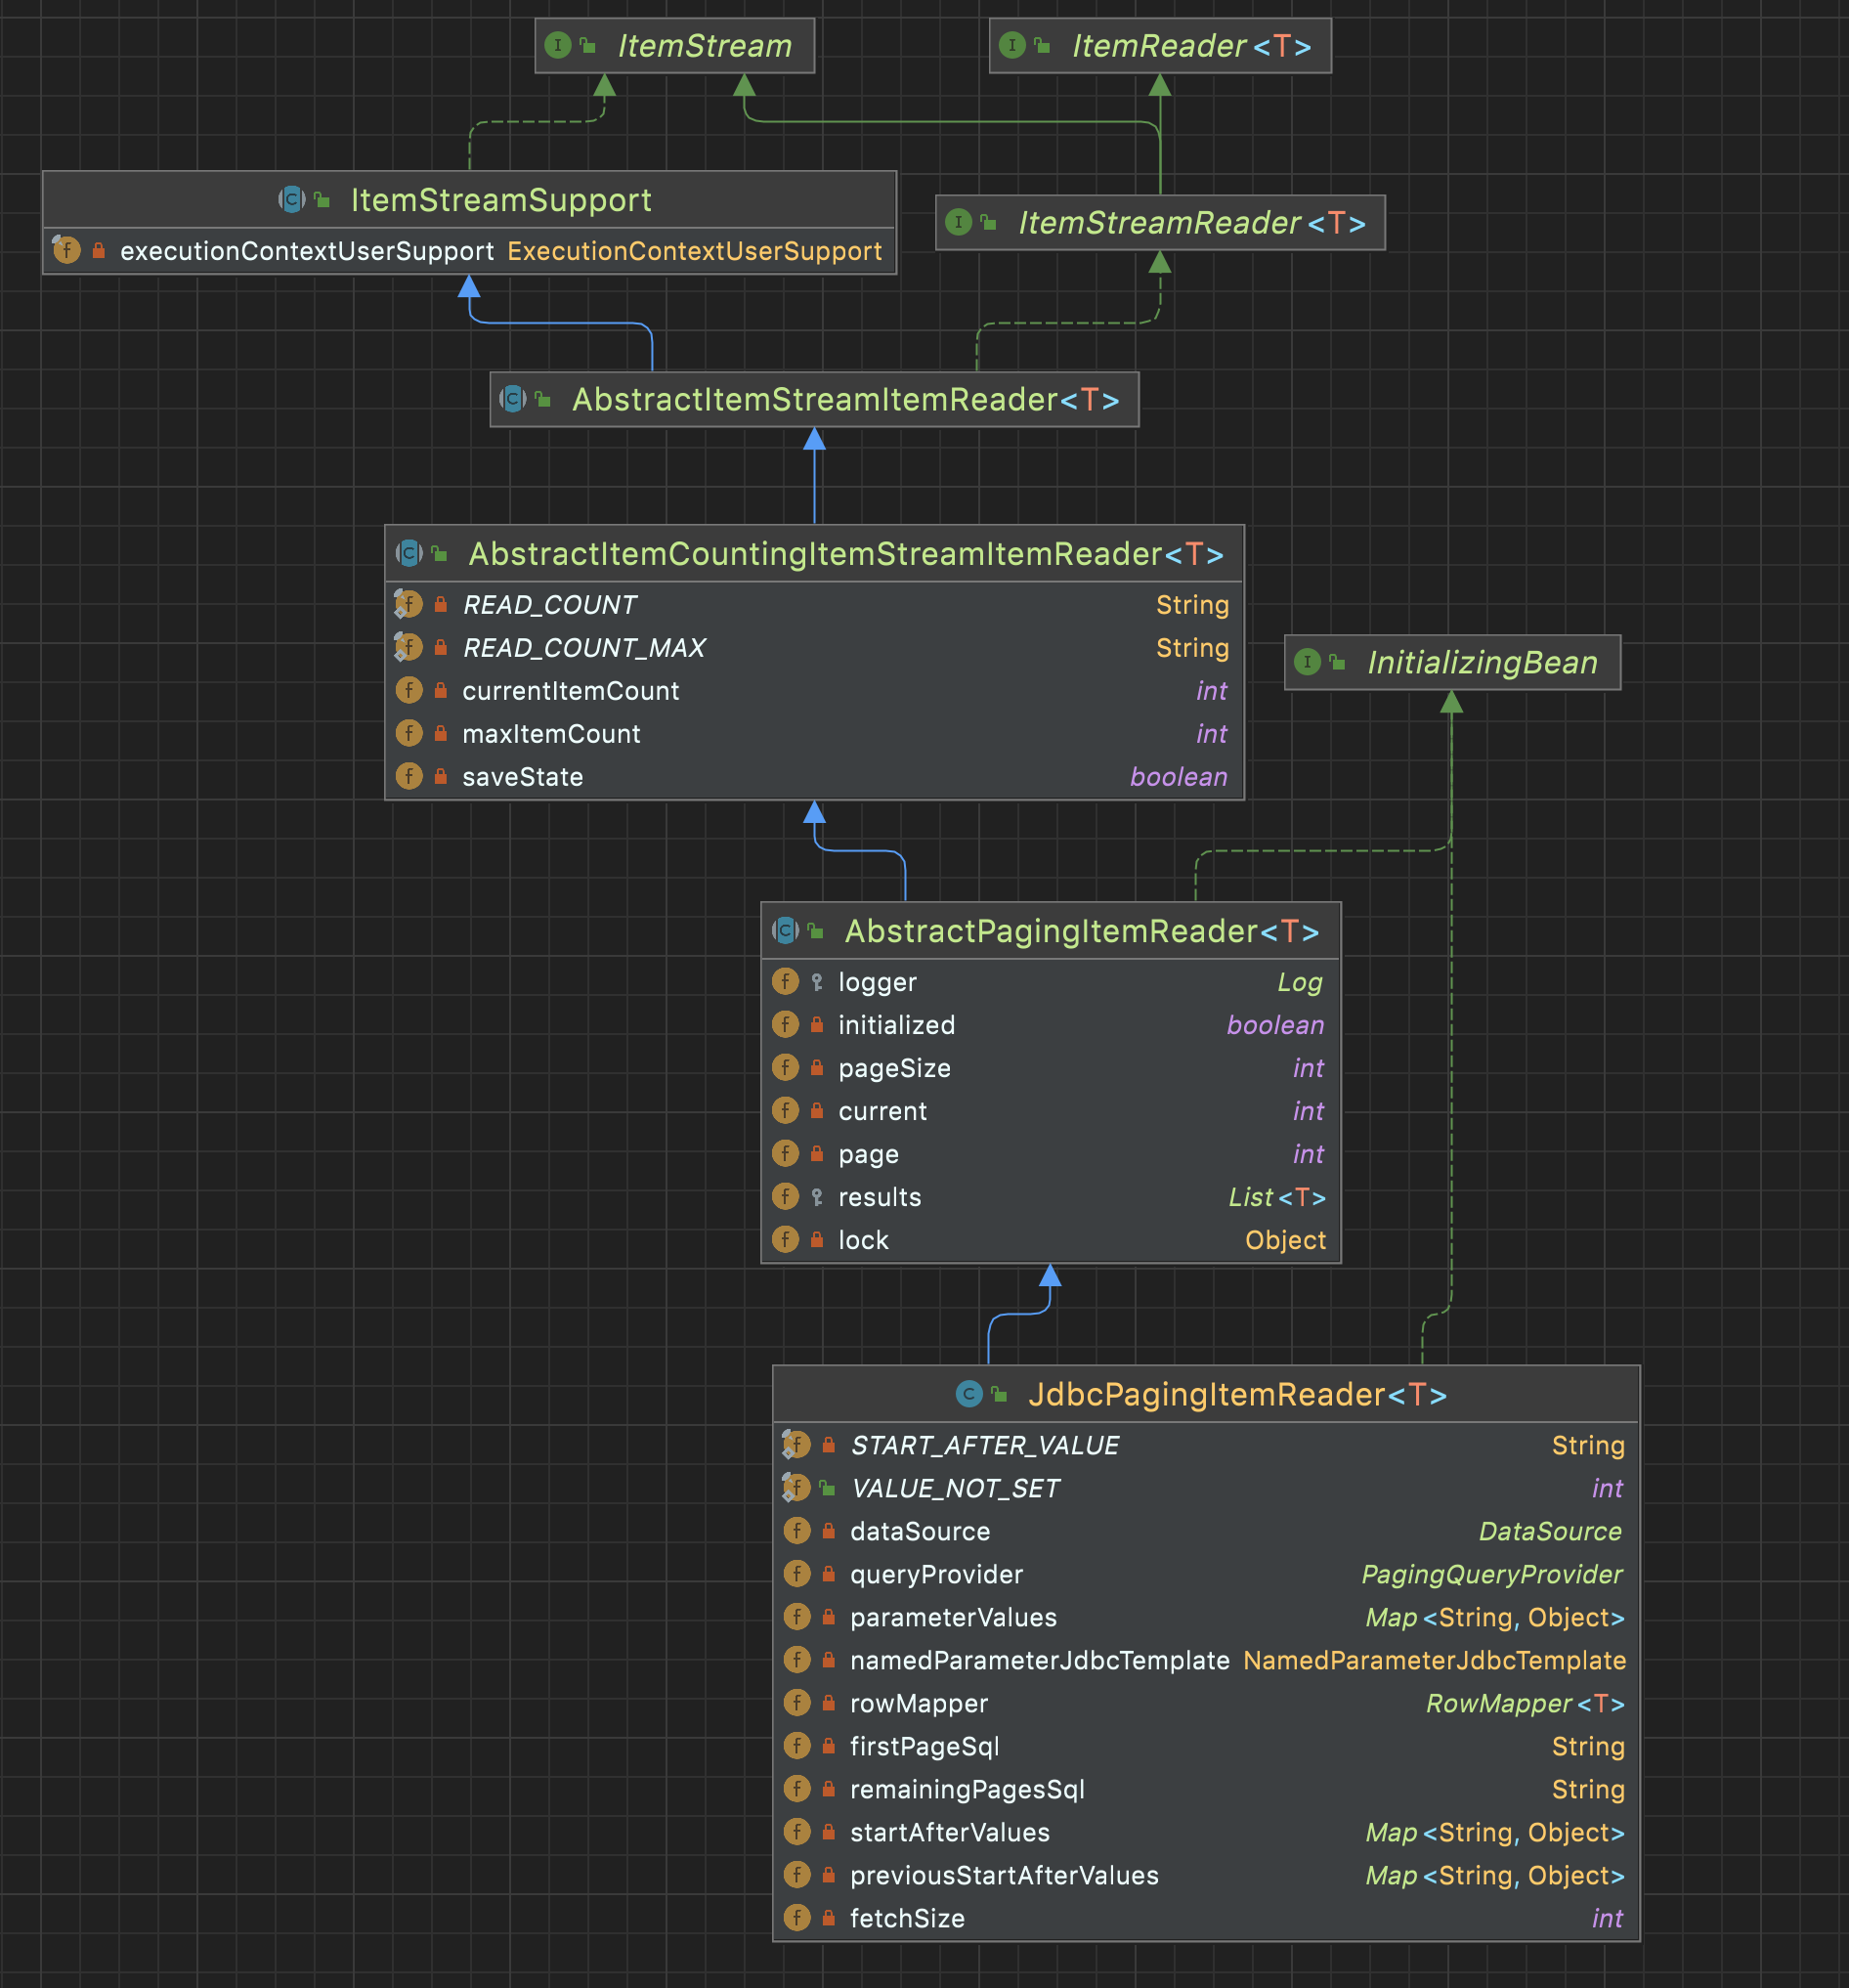 ItemStream
ItemReader<T>
ItemStreamSupport
executionContextUserSupport ExecutionContextUserSupport
ItemStreamReader<T>
AbstractItemStreamItemReader<T>
AbstractItemCountingItemStreamItemReader<T>
READ_COUNT String
READ_COUNT_MAX String
currentItemCount int
maxItemCount int
saveState boolean
InitializingBean
AbstractPagingItemReader<T>
logger Log
initialized boolean
pageSize int
current int
page int
results List<T>
lock Object
JdbcPagingItemReader<T>
START_AFTER_VALUE String
VALUE_NOT_SET int
dataSource DataSource
queryProvider PagingQueryProvider
parameterValues Map<String, Object>
namedParameterJdbcTemplate NamedParameterJdbcTemplate
rowMapper RowMapper<T>
firstPageSql String
remainingPagesSql String
startAfterValues Map<String, Object>
previousStartAfterValues Map<String, Object>
fetchSize int